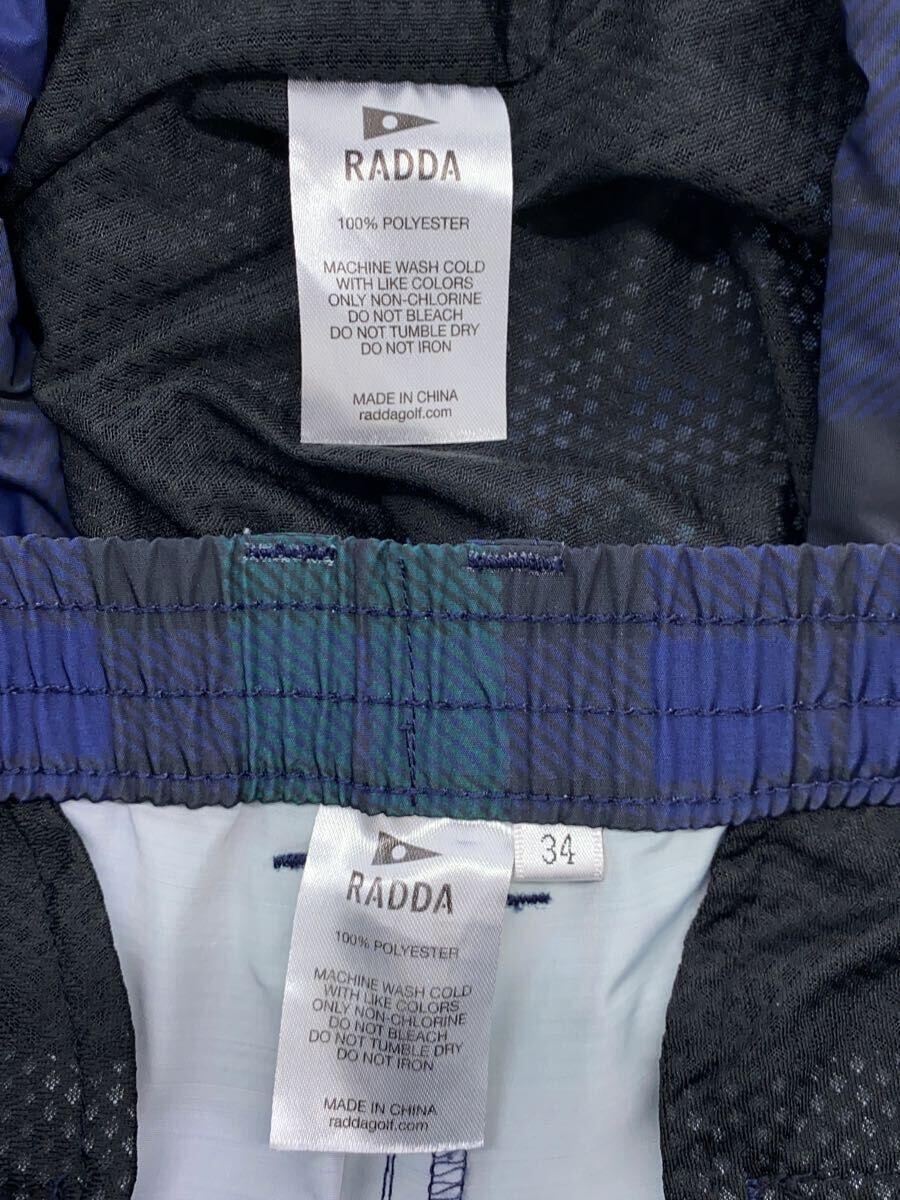 RADDA
100% POLYESTER
MACHINE WASH COLD
WITH LIKE COLORS
ONLY NON-CHLORINE
DO NOT BLEACH
DO NOT TUMBLE DRY
DO NOT IRON
MADE IN CHINA
raddagolf.com
34
RADDA
100% POLYESTER
MACHINE WASH COLD
WITH LIKE COLORS
ONLY NON-CHLORINE
DO NOT BLEACH
DO NOT TUMBLE DRY
DO NOT IRON
MADE IN CHINA
raddagolf.com